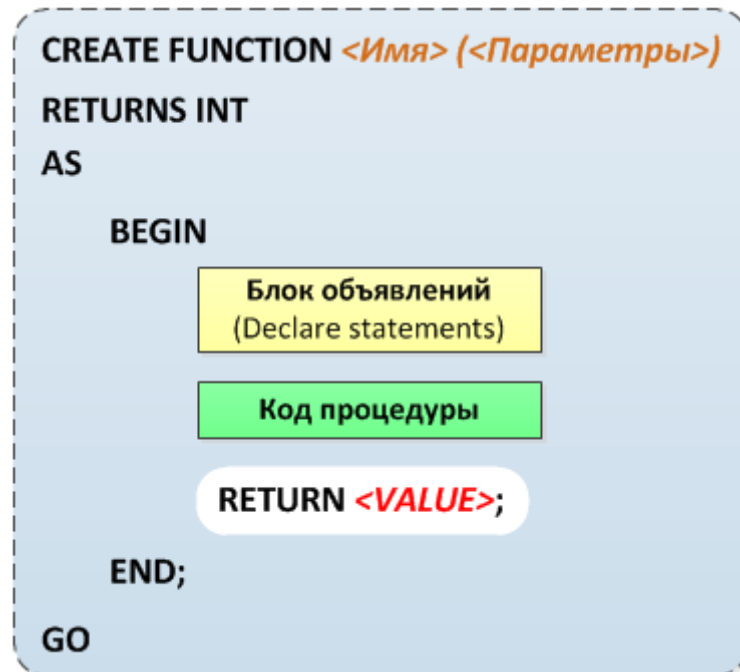 CREATE FUNCTION <Имя> (<Параметры>)
RETURNS INT
AS
BEGIN
Блок объявлений
(Declare statements)
Код процедуры
RETURN <VALUE>;
END;
GO